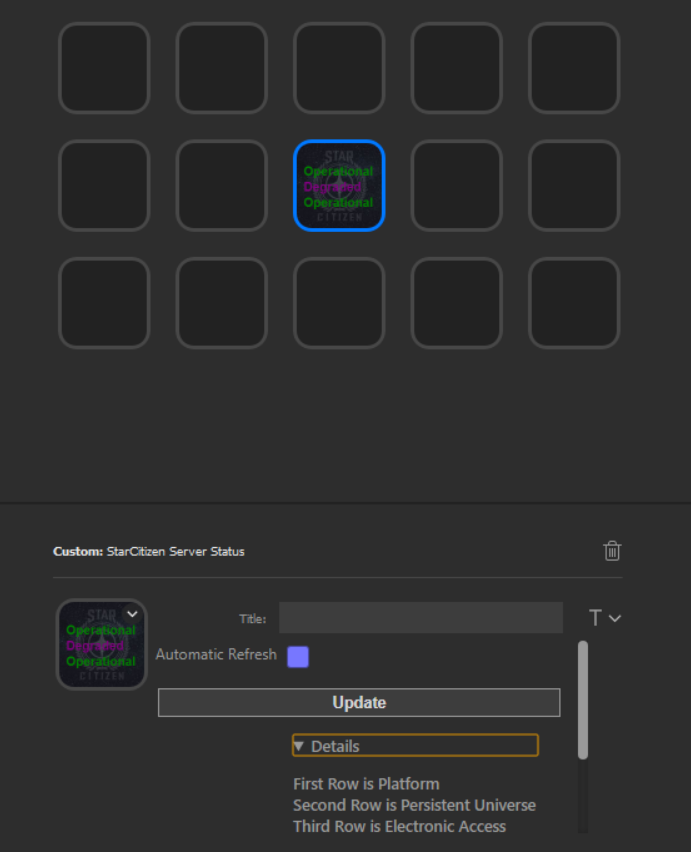 STAR
Operational
Degraded
Operational
CITIZEN
Custom: StarCitizen Server Status
STAR
Operational
Degraded
Operational
CITIZEN
Title:
T
Automatic Refresh
Update
Details
First Row is Platform
Second Row is Persistent Universe
Third Row is Electronic Access